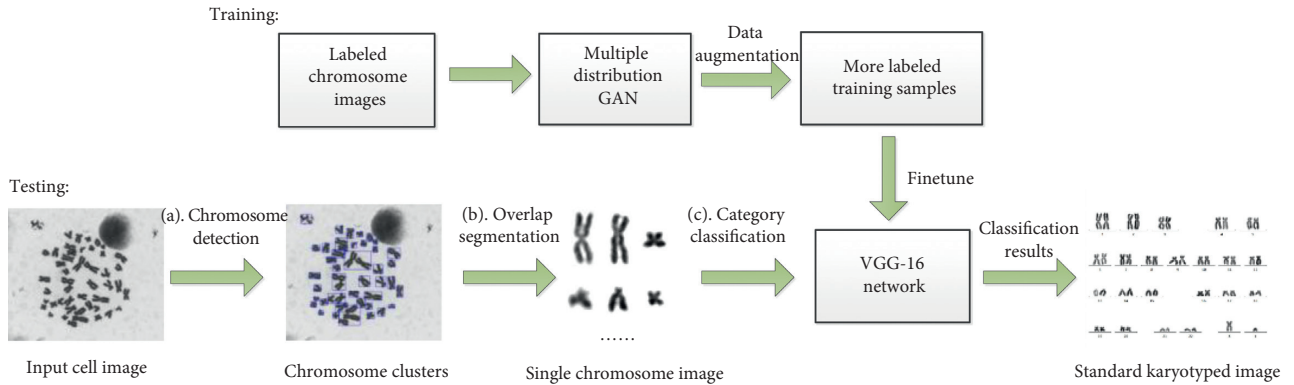 Training:
Labeled
chromosome
images
Multiple
distribution
GAN
Data
augmentation
More labeled
training samples
Finetune
Testing:
(a). Chromosome
detection
(b). Overlap
segmentation
(c). Category
classification
VGG-16
network
Classification
results
......
Input cell image
Chromosome clusters
Single chromosome image
Standard karyotyped image